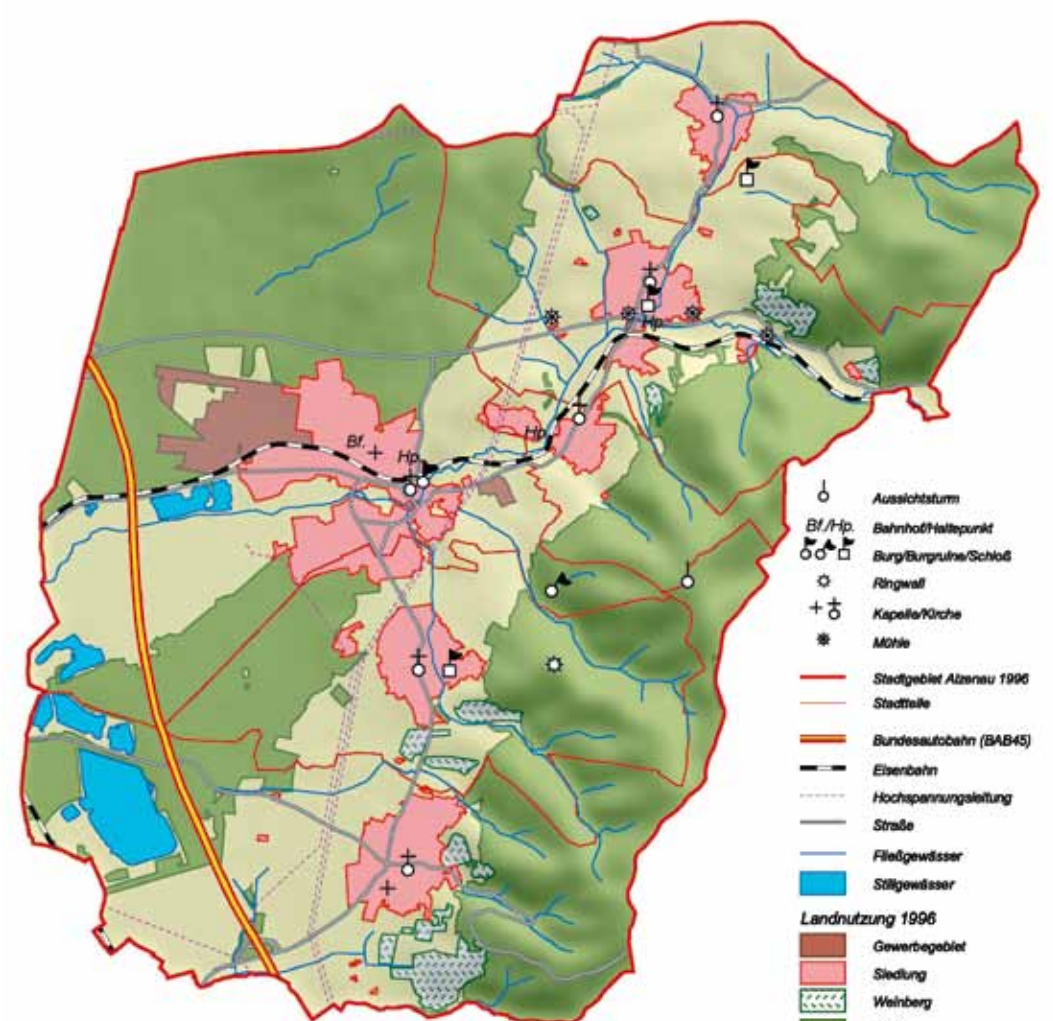 Hp.
Bf.
Hp.
Hp.
Aussichtsturm
Bf./Hp. Bahnhof/Haltepunkt
Burg/Burgruine/Schloß
Ringwall
Kapelle/Kirche
Mühle
Stadtgebiet Alzenau 1996
Stadtteile
Bundesautobahn (BAB45)
Eisenbahn
Hochspannungsleitung
Straße
Fließgewässer
Stillgewässer
Landnutzung 1996
Gewerbegebiet
Siedlung
Weinberg